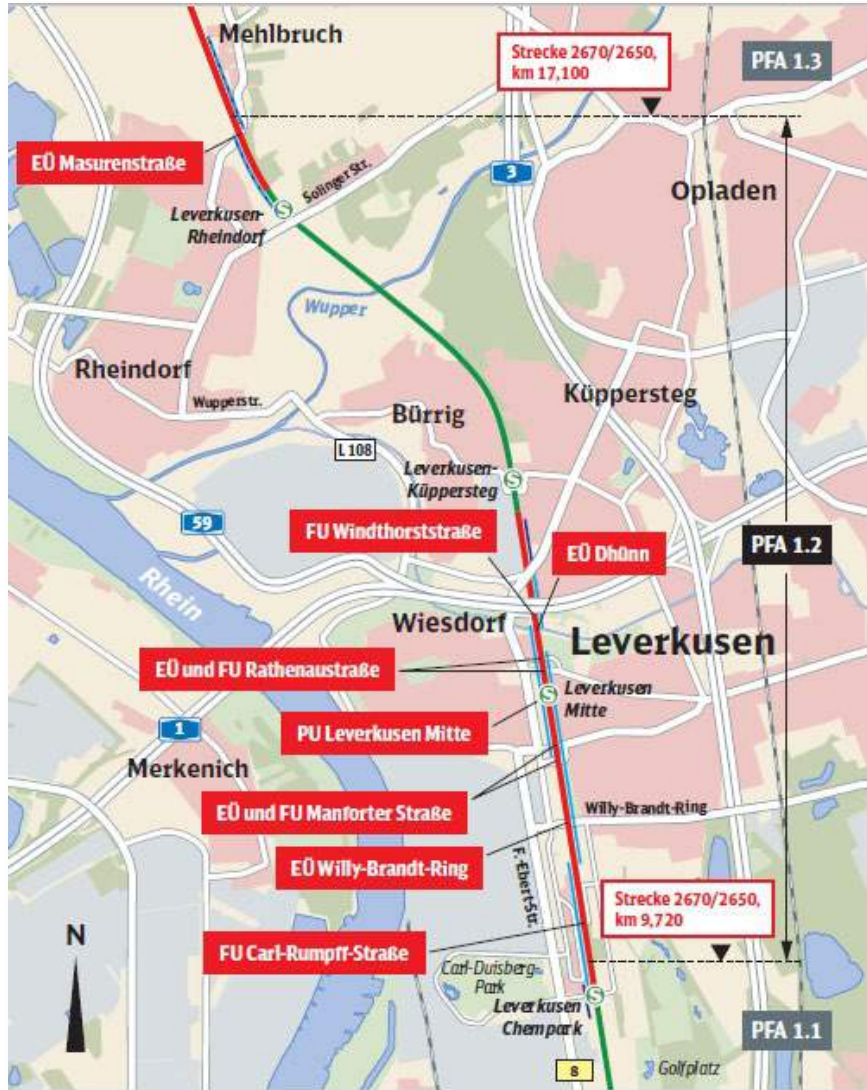 Mehlbruch
Strecke 2670/2650,
km 17,100
PFA 1.3
EÜ Masurenstraße
Solinger Str.
3
Opladen
Leverkusen-
Rheindorf
S
Wupper
Rheindorf
Wupperstr.
Bürrig
Küppersteg
L 108
Leverkusen-
Küppersteg
S
59
FU Windthorststraße
EÜ Dhünn
PFA 1.2
Rhein
Wiesdorf
Leverkusen
EÜ und FU Rathenaustraße
S
Leverkusen
Mitte
1
PU Leverkusen Mitte
Merkenich
EÜ und FU Manforter Straße
Willy-Brandt-Ring
EÜ Willy-Brandt-Ring
F.-Ebert-Str.
Strecke 2670/2650,
km 9,720
N
FU Carl-Rumpff-Straße
Carl-Duisberg-
Park
S
Leverkusen
Chempark
PFA 1.1
8
Golfplatz